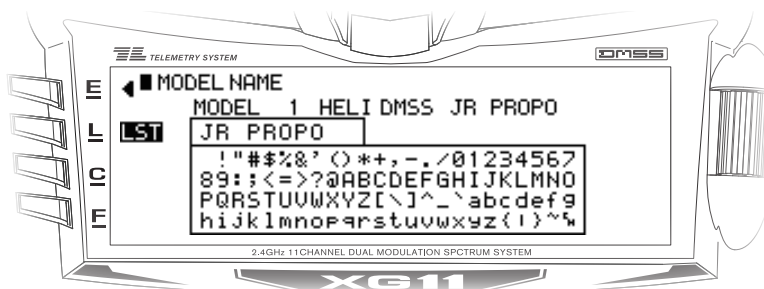 TELEMETRY SYSTEM
DMSS
E
MODEL NAME
MODEL 1 HELI DMSS JR PROPO
L
LST
JR PROPO
!"#$%&'()*+,-./01234567
C
89:;<=>?@ABCDEFGHIJKLMNO
PQRSTUVWXYZ[\]^_`abcdefg
F
hijklmnopqrstuvwxyz{|}~
2.4GHz 11CHANNEL DUAL MODULATION SPCTRUM SYSTEM
XG11